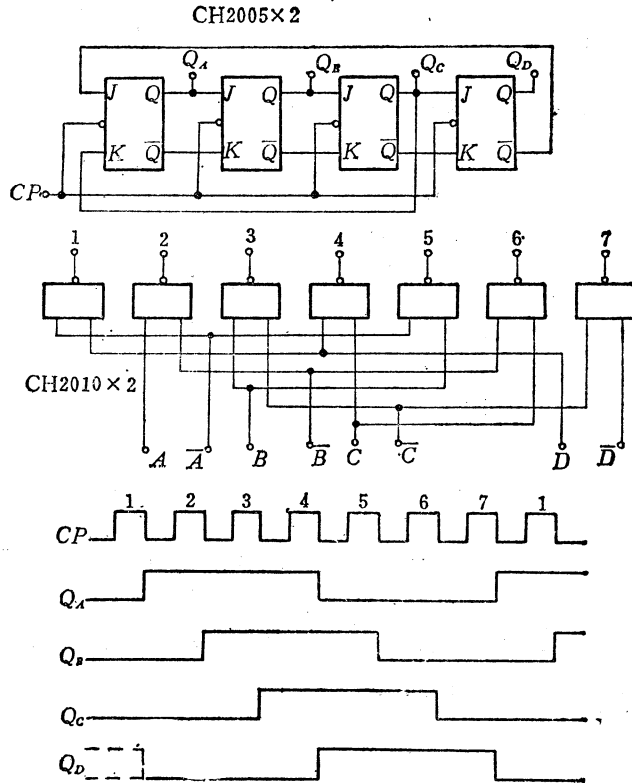 CH2005×2
Q_A Q_B Q_C Q_D
J Q J Q J Q J Q
K Q̅ K Q̅ K Q̅ K Q̅
CP
1 2 3 4 5 6 7
CH2010×2
A A̅ B B̅ C C̅ D D̅
1 2 3 4 5 6 7 1
CP
Q_A
Q_B
Q_C
Q_D